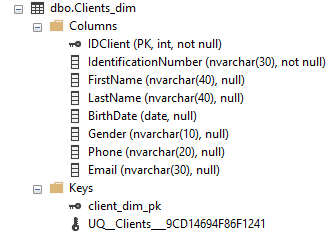 dbo.Clients_dim
Columns
IDClient (PK, int, not null)
IdentificationNumber (nvarchar(30), not null)
FirstName (nvarchar(40), null)
LastName (nvarchar(40), null)
BirthDate (date, null)
Gender (nvarchar(10), null)
Phone (nvarchar(20), null)
Email (nvarchar(30), null)
Keys
client_dim_pk
UQ__Clients___9CD14694F86F1241